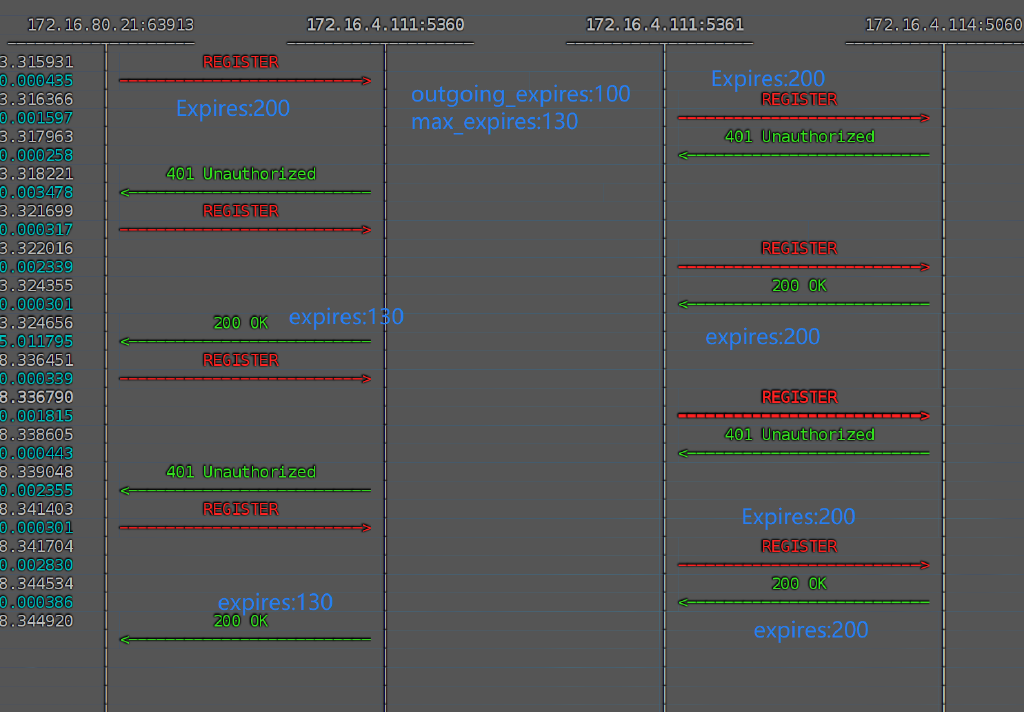 172.16.80.21:63913 172.16.4.111:5360 172.16.4.111:5361 172.16.4.114:5060
3.315931 REGISTER
0.000435 Expires:200
3.316366 Expires:200 outgoing_expires:100 REGISTER
0.001597 max_expires:130
3.317963 401 Unauthorized
0.000258
3.318221 401 Unauthorized
0.003478
3.321699 REGISTER
0.000317
3.322016 REGISTER
0.002339
3.324355 200 OK
0.000301
3.324656 200 OK expires:130
5.011795 expires:200
8.336451 REGISTER
0.000339
8.336790 REGISTER
0.001815
8.338605 401 Unauthorized
0.000443
8.339048 401 Unauthorized
0.002355
8.341403 REGISTER Expires:200
0.000301
8.341704 REGISTER
0.002830
8.344534 200 OK
0.000386 expires:130
8.344920 200 OK expires:200